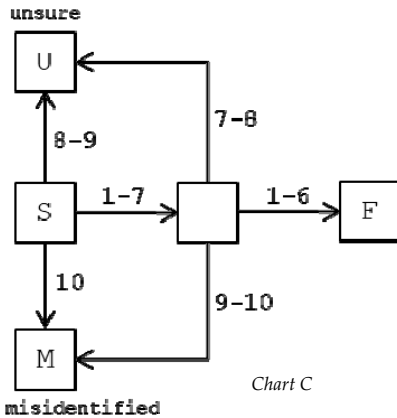 unsure
U
7-8
8-9
S
1-7
1-6
F
10
9-10
M
misidentified
Chart C